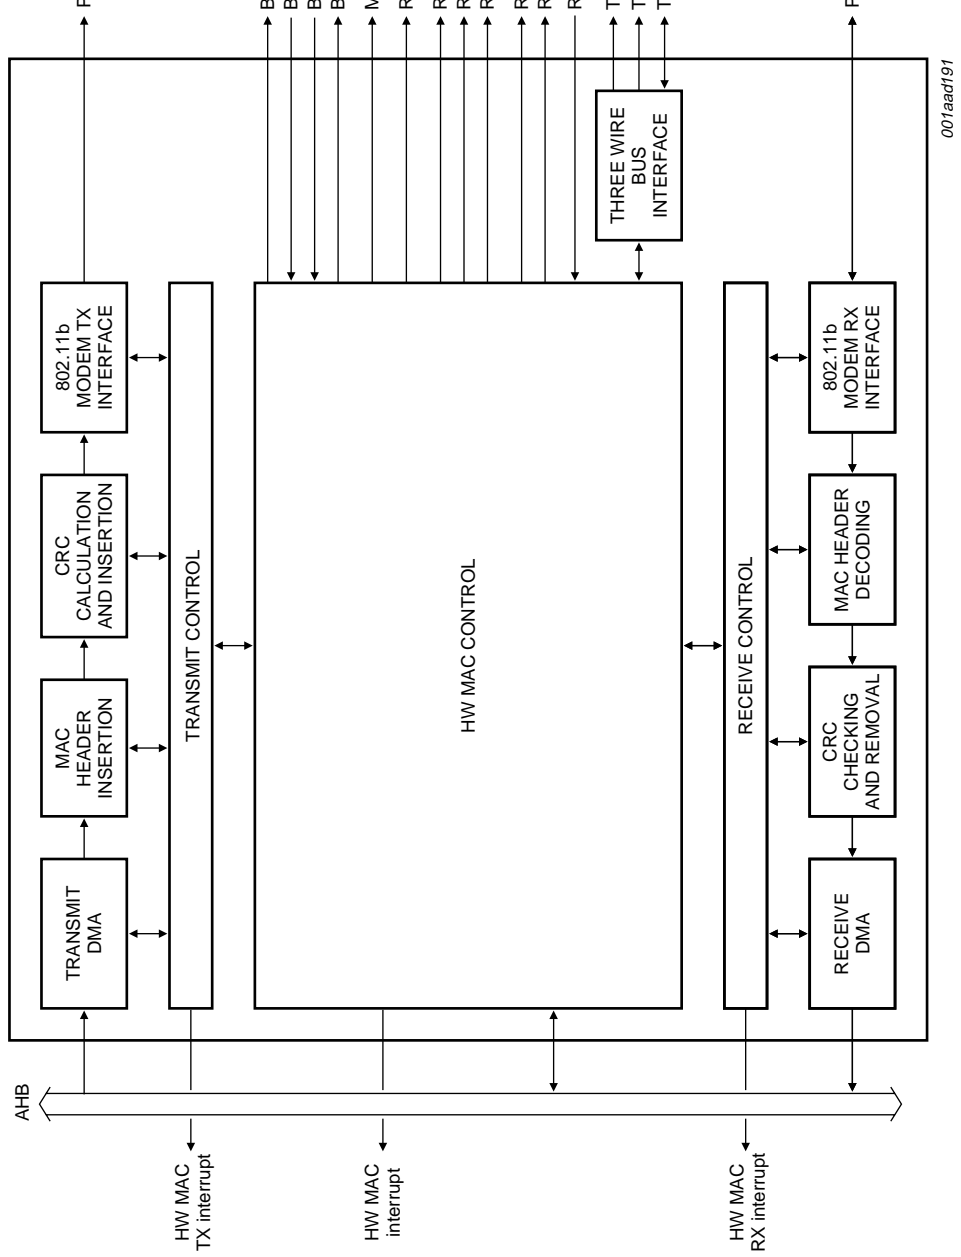 AHB
HW MAC
TX interrupt
HW MAC
interrupt
HW MAC
RX interrupt
TRANSMIT
DMA
MAC
HEADER
INSERTION
CRC
CALCULATION
AND INSERTION
802.11b
MODEM TX
INTERFACE
TRANSMIT CONTROL
HW MAC CONTROL
THREE WIRE
BUS
INTERFACE
RECEIVE CONTROL
RECEIVE
DMA
CRC
CHECKING
AND REMOVAL
MAC HEADER
DECODING
802.11b
MODEM RX
INTERFACE
001aad191